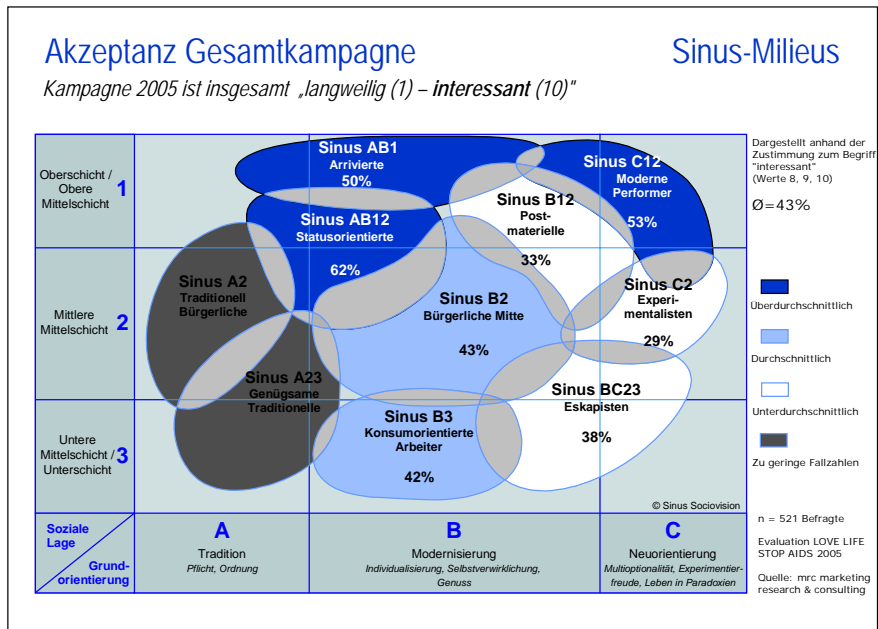 Akzeptanz Gesamtkampagne
Sinus-Milieus
Kampagne 2005 ist insgesamt „langweilig (1) – interessant (10)"
Oberschicht /
Obere
Mittelschicht
1
Mittlere
Mittelschicht
2
Untere
Mittelschicht /
Unterschicht
3
Sinus AB1
Arrivierte
50%
Sinus C12
Moderne
Performer
53%
Sinus B12
Post-
materielle
33%
Sinus AB12
Statusorientierte
62%
Sinus A2
Traditionell
Bürgerliche
Sinus B2
Bürgerliche Mitte
43%
Sinus C2
Experi-
mentalisten
29%
Sinus A23
Genügsame
Traditionelle
Sinus B3
Konsumorientierte
Arbeiter
42%
Sinus BC23
Eskapisten
38%
© Sinus Sociovision
Soziale
Lage
Grund-
orientierung
A
Tradition
Pflicht, Ordnung
B
Modernisierung
Individualisierung, Selbstverwirklichung,
Genuss
C
Neuorientierung
Multioptionalität, Experimentier-
freude, Leben in Paradoxien
Dargestellt anhand der
Zustimmung zum Begriff
"interessant"
(Werte 8, 9, 10)
Ø=43%
Überdurchschnittlich
Durchschnittlich
Unterdurchschnittlich
Zu geringe Fallzahlen
n = 521 Befragte
Evaluation LOVE LIFE
STOP AIDS 2005
Quelle: mrc marketing
research & consulting